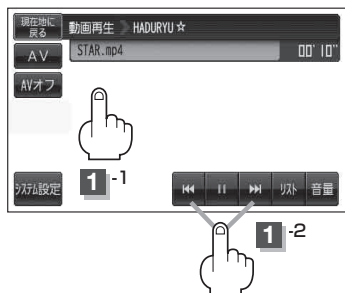 現在地に
戻る
動画再生 HADURYU☆
AV
STAR.mp4 00'10"
AVオフ
システム設定
リスト 音量
1 -1
1 -2